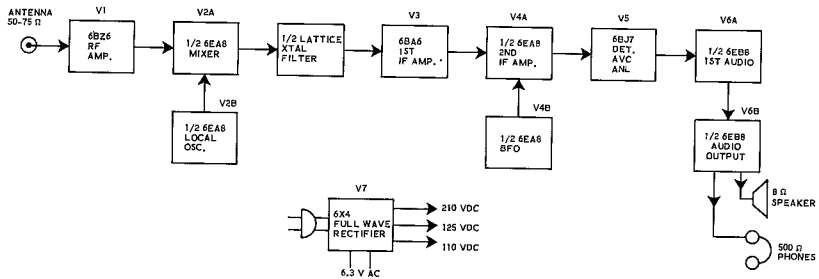 ANTENNA
50-75 Ω
V1
6BZ6
RF
AMP.
V2A
1/2 6EA8
MIXER
V2B
1/2 6EA8
LOCAL
OSC.
1/2 LATTICE
XTAL
FILTER
V3
6BA6
1ST
IF AMP.
V4A
1/2 6EA8
2ND
IF AMP.
V4B
1/2 6EA8
BFO
V5
6BJ7
DET.
AVC
ANL
V6A
1/2 6EB8
1ST AUDIO
V6B
1/2 6EB8
AUDIO
OUTPUT
8 Ω
SPEAKER
500 Ω
PHONES
V7
6X4
FULL WAVE
RECTIFIER
210 VDC
125 VDC
110 VDC
6.3 V AC